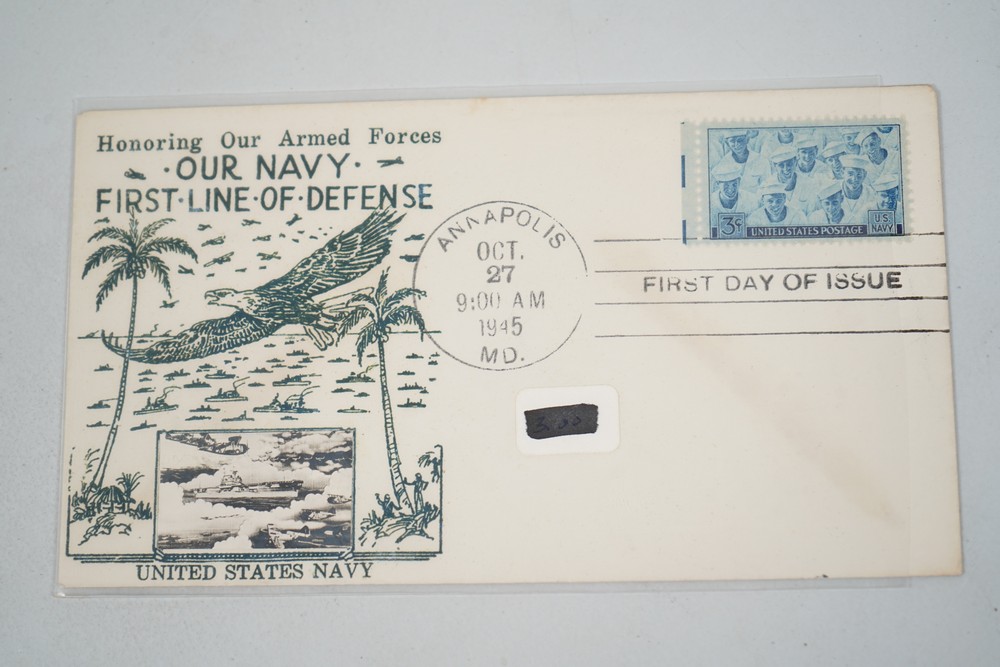 Honoring Our Armed Forces
· OUR NAVY ·
FIRST · LINE · OF · DEFENSE
ANNAPOLIS
OCT.
27
9:00 AM
1945
MD.
3¢
UNITED STATES POSTAGE
U.S.
NAVY
FIRST DAY OF ISSUE
3.00
UNITED STATES NAVY